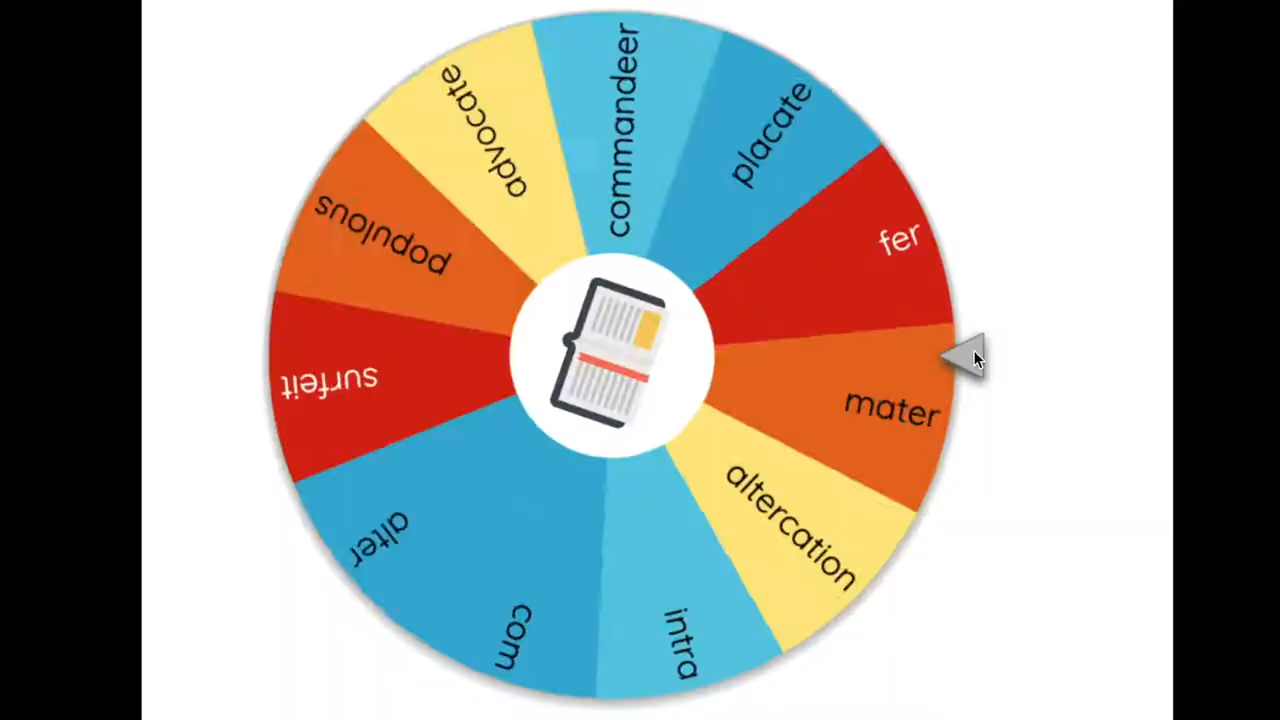 commandeer
placate
fer
mater
altercation
intra
com
alter
surfeit
populous
advocate